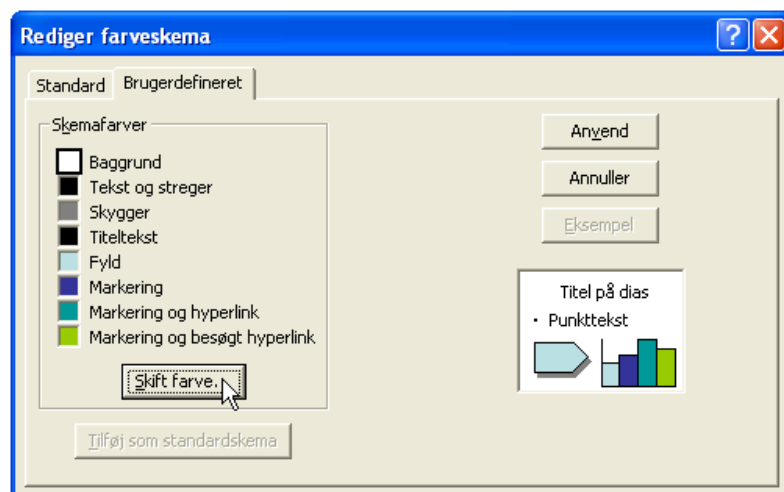 Rediger farveskema
Standard
Brugerdefineret
Skemafarver
Baggrund
Tekst og streger
Skygger
Titeltekst
Fyld
Markering
Markering og hyperlink
Markering og besøgt hyperlink
Skift farve...
Tilføj som standardskema
Anvend
Annuller
Eksempel
Titel på dias
• Punkttekst